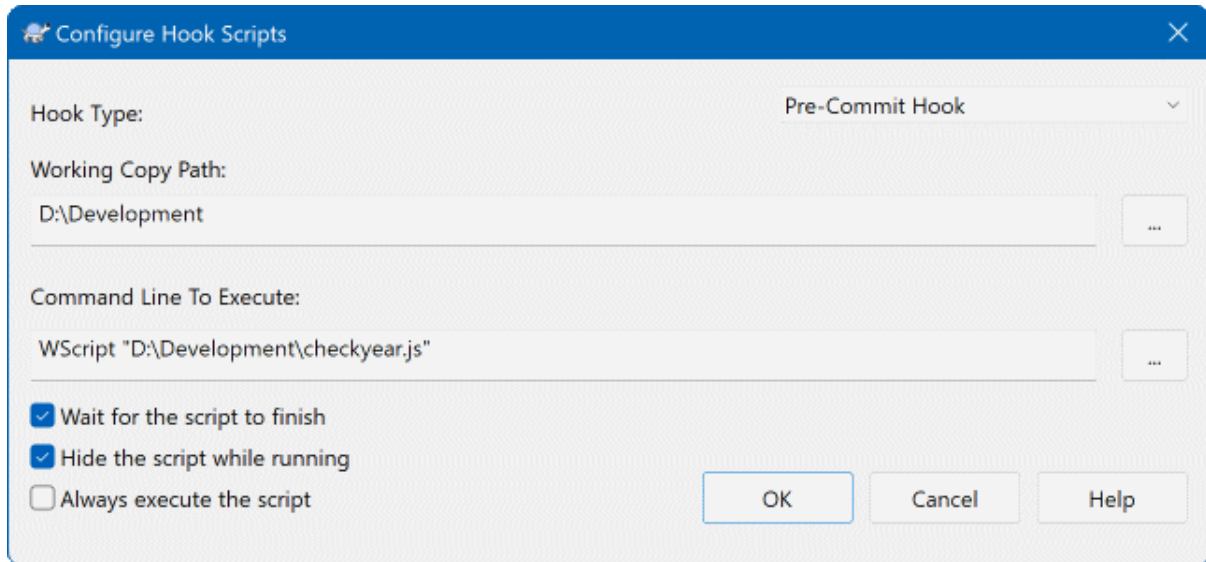 Configure Hook Scripts
Hook Type:
Pre-Commit Hook
Working Copy Path:
D:\Development
...
Command Line To Execute:
WScript "D:\Development\checkyear.js"
...
Wait for the script to finish
Hide the script while running
Always execute the script
OK
Cancel
Help